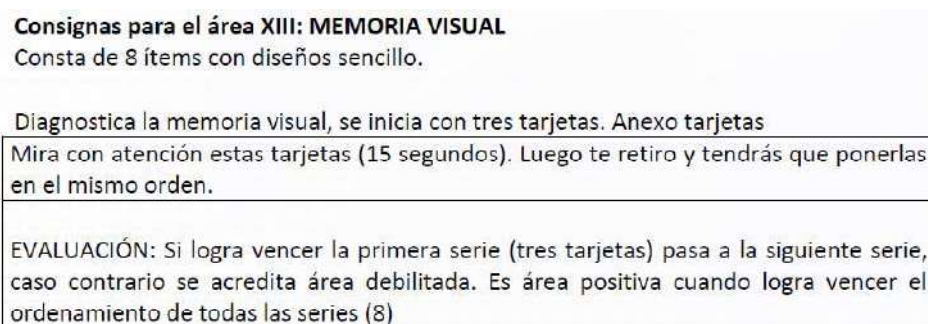 Consignas para el área XIII: MEMORIA VISUAL
Consta de 8 ítems con diseños sencillo.
Diagnostica la memoria visual, se inicia con tres tarjetas. Anexo tarjetas
Mira con atención estas tarjetas (15 segundos). Luego te retiro y tendrás que ponerlas
en el mismo orden.
EVALUACIÓN: Si logra vencer la primera serie (tres tarjetas) pasa a la siguiente serie,
caso contrario se acredita área debilitada. Es área positiva cuando logra vencer el
ordenamiento de todas las series (8)